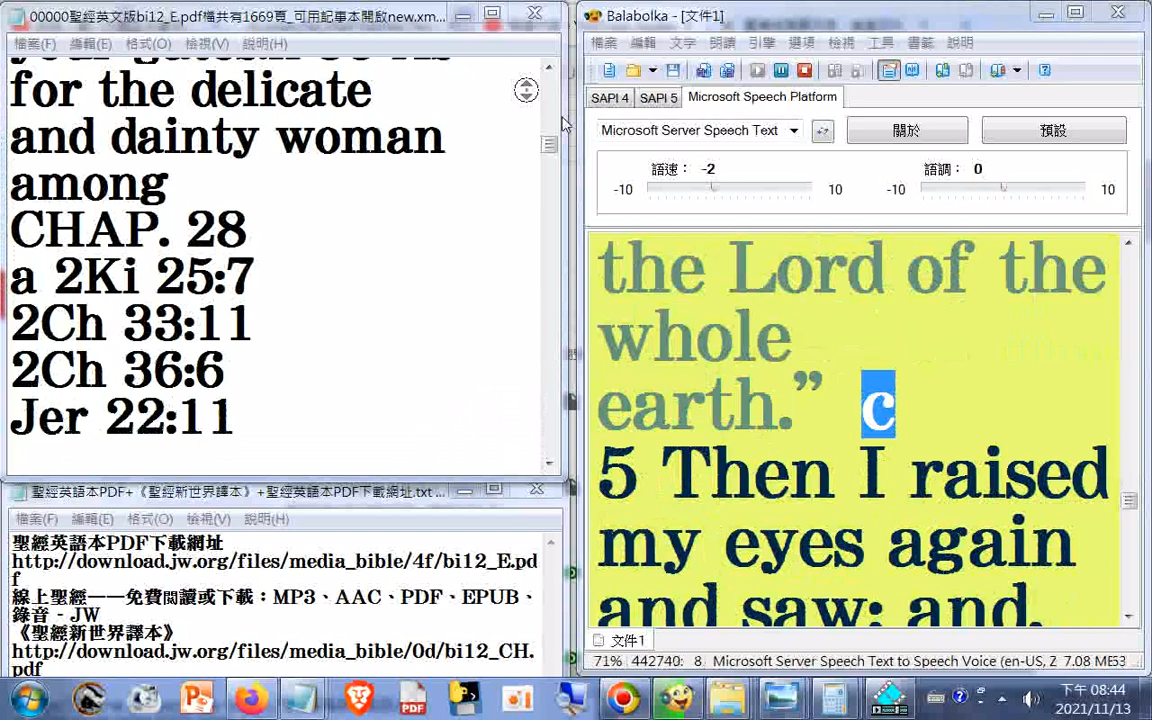 00000聖經英文版bi12_E.pdf檔共有1669頁_可用記事本開啟new.xm...
檔案(F) 編輯(E) 格式(O) 檢視(V) 說明(H)
for the delicate
and dainty woman
among
CHAP. 28
a 2Ki 25:7
2Ch 33:11
2Ch 36:6
Jer 22:11
聖經英語本PDF+《聖經新世界譯本》+聖經英語本PDF下載網址.txt ...
檔案(F) 編輯(E) 格式(O) 檢視(V) 說明(H)
聖經英語本PDF下載網址
http://download.jw.org/files/media_bible/4f/bi12_E.pd
f
線上聖經——免費閱讀或下載：MP3、AAC、PDF、EPUB、
錄音 - JW
《聖經新世界譯本》
http://download.jw.org/files/media_bible/0d/bi12_CH.
pdf
Balabolka - [文件1]
檔案 編輯 文字 朗讀 引擎 選項 檢視 工具 書籤 說明
SAPI 4 SAPI 5 Microsoft Speech Platform
Microsoft Server Speech Text 關於 預設
語速： -2 語調： 0
-10 10 -10 10
the Lord of the
whole
earth.” c
5 Then I raised
my eyes again
and saw: and,
文件1
71% 442740: 8 Microsoft Server Speech Text to Speech Voice (en-US, Z 7.08 ME53
下午 08:44
2021/11/13